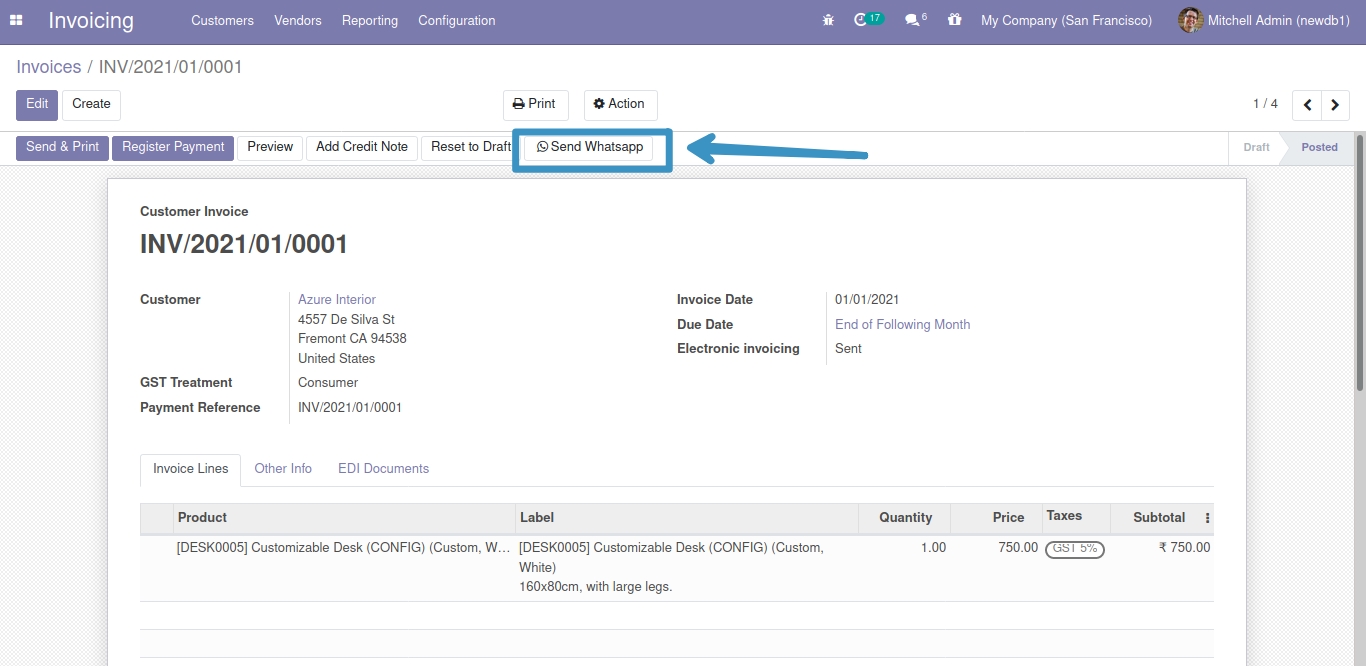 Invoicing Customers Vendors Reporting Configuration 17 6 My Company (San Francisco) Mitchell Admin (newdb1)
Invoices / INV/2021/01/0001
Edit Create Print Action 1 / 4
Send & Print Register Payment Preview Add Credit Note Reset to Draft Send Whatsapp Draft Posted
Customer Invoice
INV/2021/01/0001
Customer Azure Interior Invoice Date 01/01/2021
4557 De Silva St Due Date End of Following Month
Fremont CA 94538 Electronic invoicing Sent
United States
GST Treatment Consumer
Payment Reference INV/2021/01/0001
Invoice Lines Other Info EDI Documents
Product Label Quantity Price Taxes Subtotal
[DESK0005] Customizable Desk (CONFIG) (Custom, W... [DESK0005] Customizable Desk (CONFIG) (Custom, 1.00 750.00 GST 5% ₹ 750.00
White)
160x80cm, with large legs.